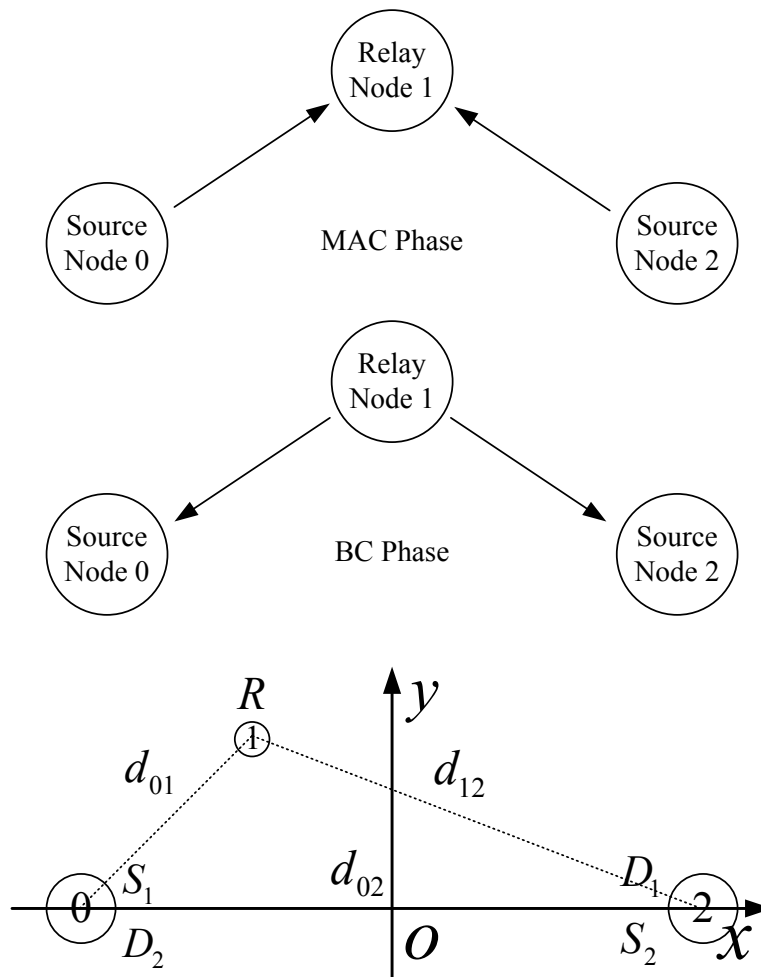 Relay
Node 1
Source
Node 0
MAC Phase
Source
Node 2
Relay
Node 1
Source
Node 0
BC Phase
Source
Node 2
R
y
1
d01
d12
d02
S1
D1
0
2
D2
O
S2
x